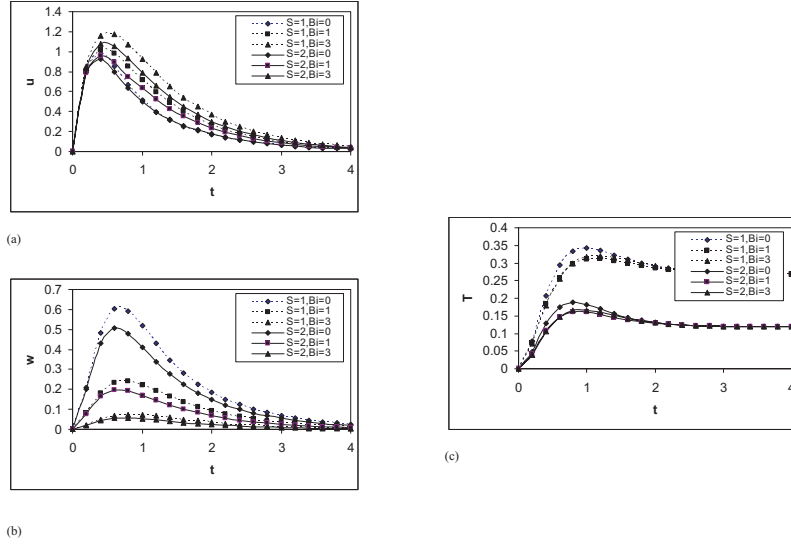 1.4
1.2
1
0.8
0.6
0.4
0.2
0
u
0 1 2 3 4
t
S=1,Bi=0
S=1,Bi=1
S=1,Bi=3
S=2,Bi=0
S=2,Bi=1
S=2,Bi=3
(a)
0.7
0.6
0.5
0.4
0.3
0.2
0.1
0
w
0 1 2 3 4
t
S=1,Bi=0
S=1,Bi=1
S=1,Bi=3
S=2,Bi=0
S=2,Bi=1
S=2,Bi=3
(b)
0.4
0.35
0.3
0.25
0.2
0.15
0.1
0.05
0
T
0 1 2 3 4
t
S=1,Bi=0
S=1,Bi=1
S=1,Bi=3
S=2,Bi=0
S=2,Bi=1
S=2,Bi=3
(c)